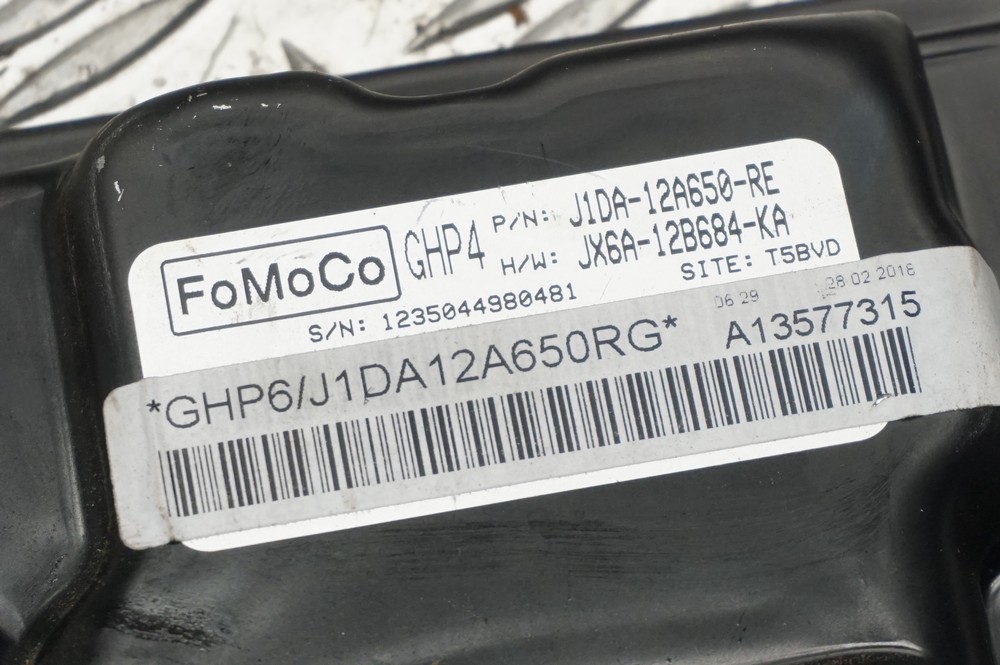 FoMoCo
GHP4
P/N: J1DA-12A650-RE
H/W: JX6A-12B684-KA
SITE: T5BVD
S/N: 1235044980481
06 29
28 02 2018
*GHP6/J1DA12A650RG*
A13577315